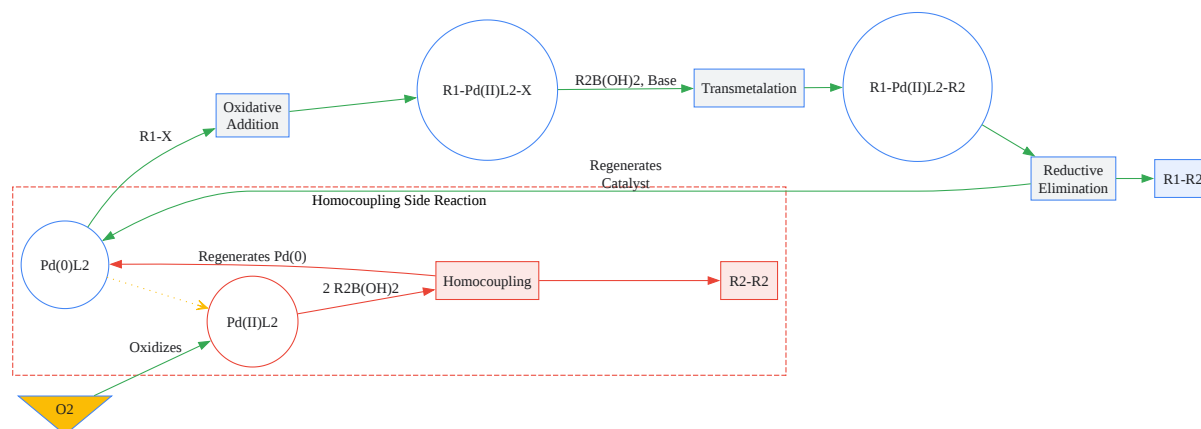 R1-X
Oxidative
Addition
R1-Pd(II)L2-X
R2B(OH)2, Base
Transmetalation
R1-Pd(II)L2-R2
Reductive
Elimination
R1-R2
Regenerates
Catalyst
Homocoupling Side Reaction
Pd(0)L2
Regenerates Pd(0)
Pd(II)L2
2 R2B(OH)2
Homocoupling
R2-R2
Oxidizes
O2